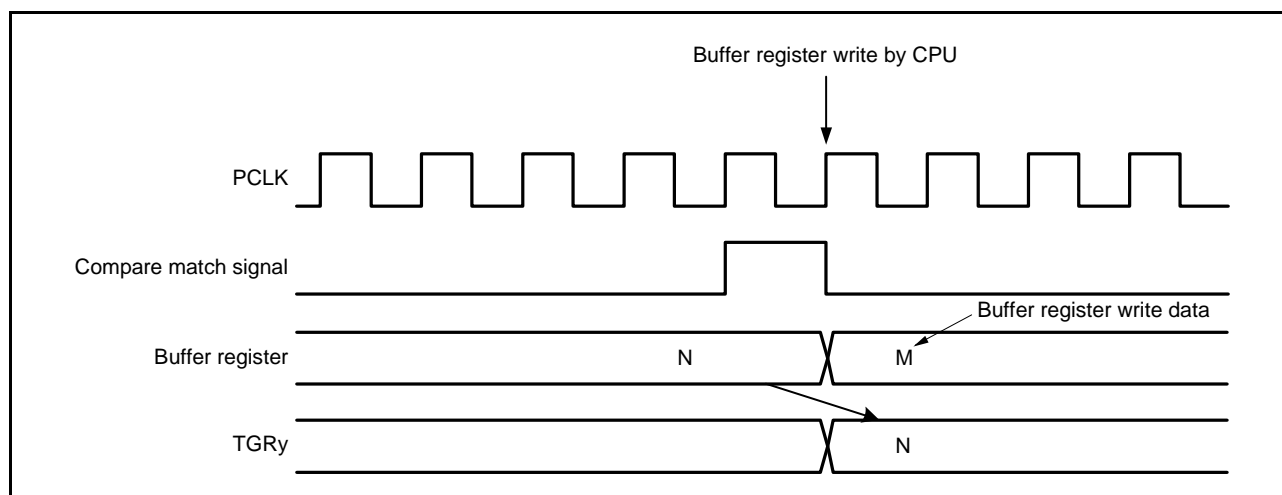 Buffer register write by CPU
PCLK
Compare match signal
Buffer register write data
Buffer register
N
M
TGRy
N